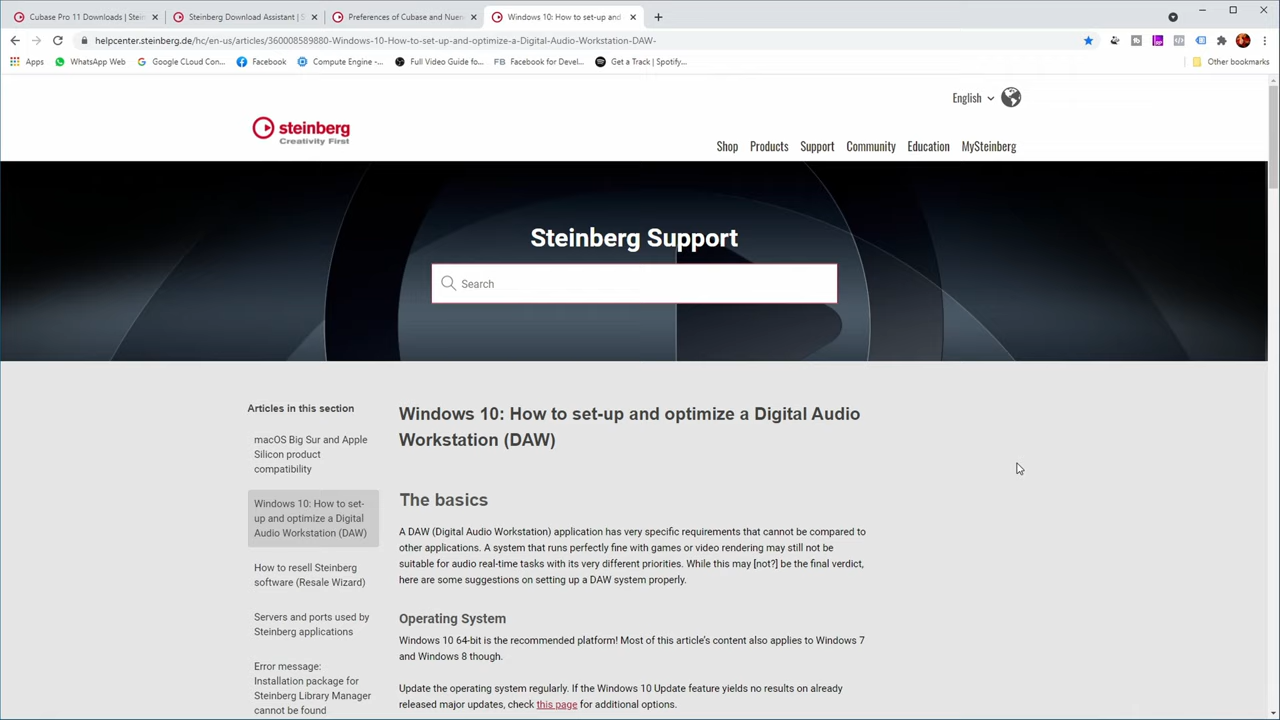 Cubase Pro 11 Downloads | Stein
Steinberg Download Assistant | S
Preferences of Cubase and Nuen
Windows 10: How to set-up and
helpcenter.steinberg.de/hc/en-us/articles/360008589880-Windows-10-How-to-set-up-and-optimize-a-Digital-Audio-Workstation-DAW-
Apps
WhatsApp Web
Google CLoud Con...
Facebook
Compute Engine -...
Full Video Guide fo...
FB Facebook for Devel...
Get a Track | Spotify...
Other bookmarks
English
steinberg
Creativity First
Shop
Products
Support
Community
Education
MySteinberg
Steinberg Support
Search
Articles in this section
macOS Big Sur and Apple
Silicon product
compatibility
Windows 10: How to set-
up and optimize a Digital
Audio Workstation (DAW)
How to resell Steinberg
software (Resale Wizard)
Servers and ports used by
Steinberg applications
Error message:
Installation package for
Steinberg Library Manager
cannot be found
Windows 10: How to set-up and optimize a Digital Audio
Workstation (DAW)
The basics
A DAW (Digital Audio Workstation) application has very specific requirements that cannot be compared to
other applications. A system that runs perfectly fine with games or video rendering may still not be
suitable for audio real-time tasks with its very different priorities. While this may [not?] be the final verdict,
here are some suggestions on setting up a DAW system properly.
Operating System
Windows 10 64-bit is the recommended platform! Most of this article's content also applies to Windows 7
and Windows 8 though.
Update the operating system regularly. If the Windows 10 Update feature yields no results on already
released major updates, check this page for additional options.